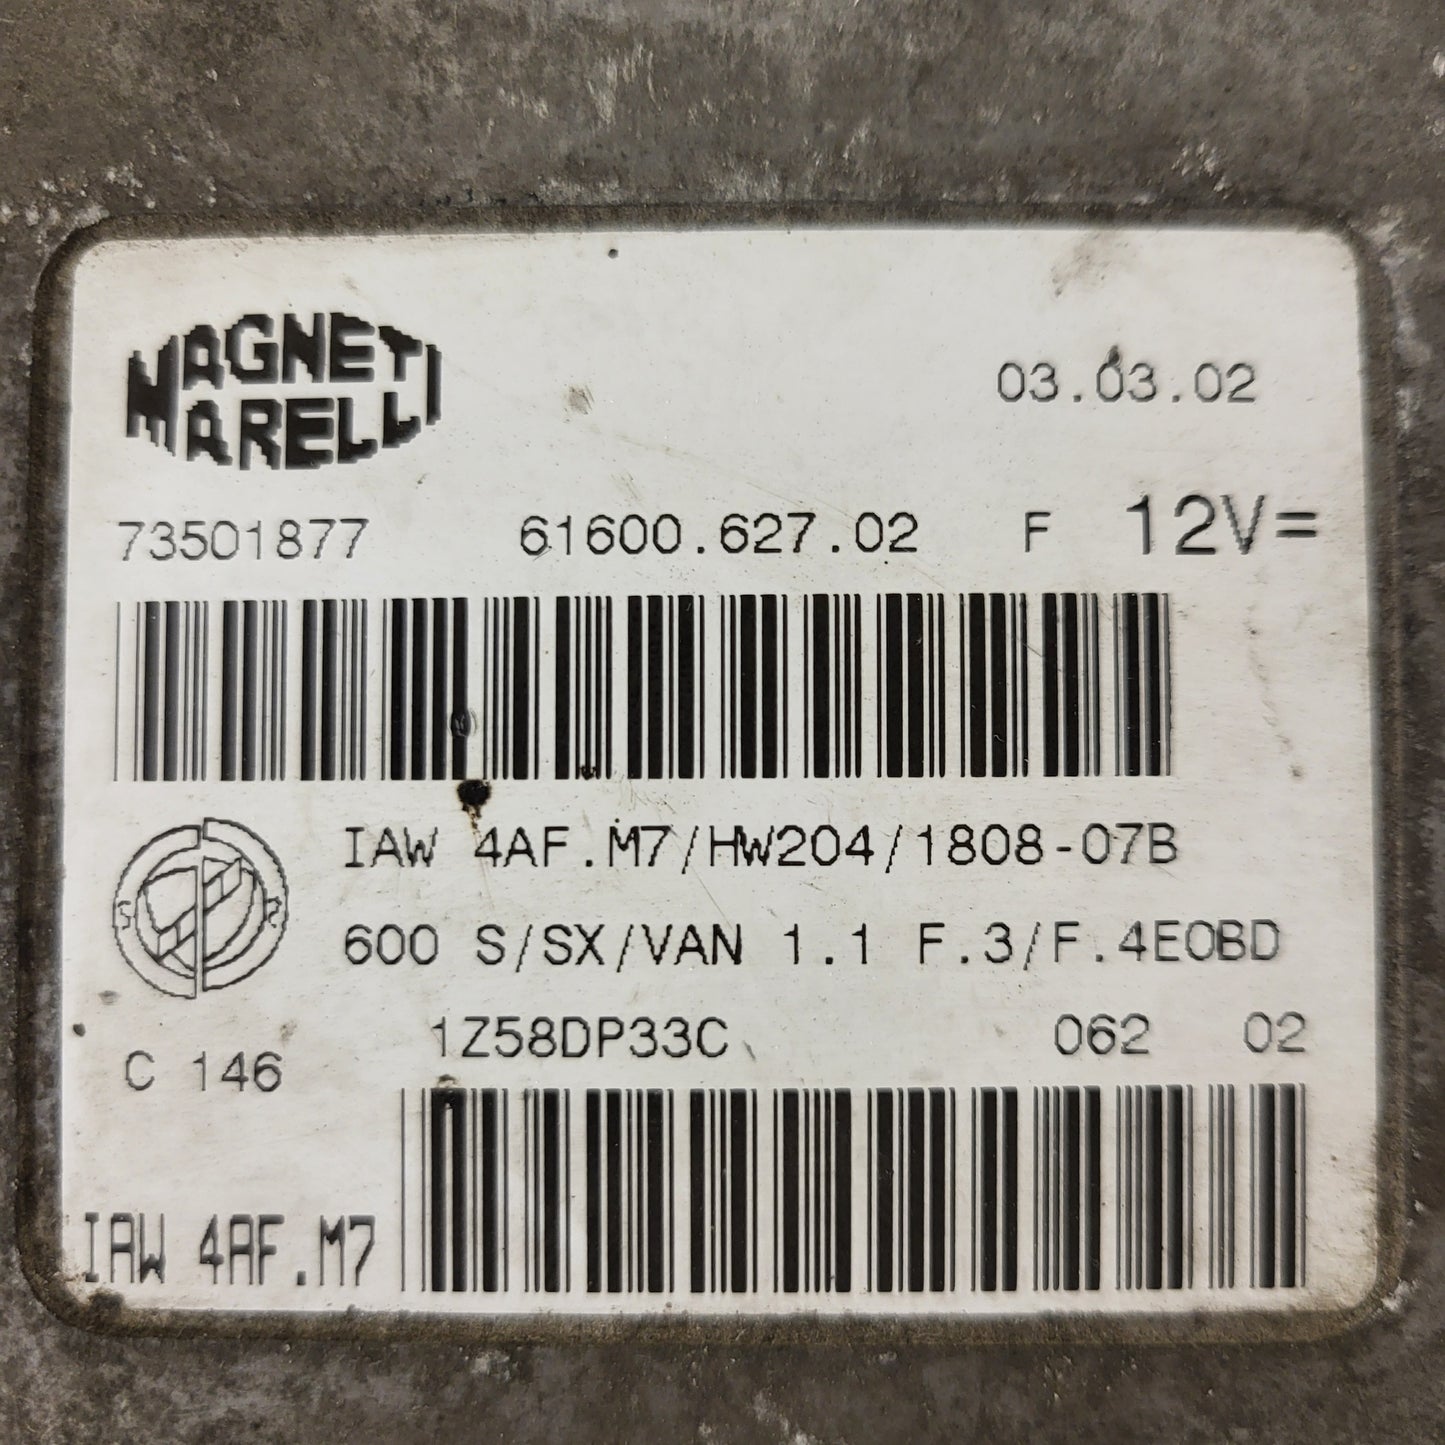 MAGNETI
MARELLI
03.03.02
73501877 61600.627.02 F 12V=
IAW 4AF.M7/HW204/1808-07B
600 S/SX/VAN 1.1 F.3/F.4EOBD
1Z58DP33C 062 02
C 146
IAW 4AF.M7